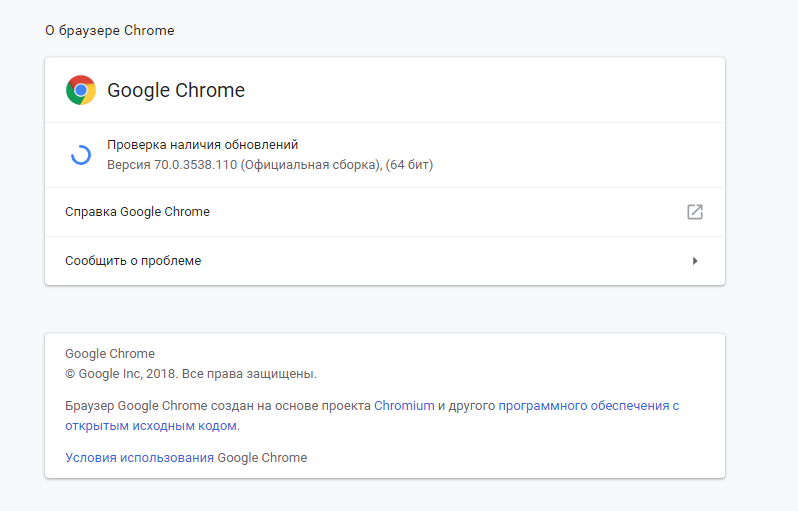 О браузере Chrome
Google Chrome
Проверка наличия обновлений
Версия 70.0.3538.110 (Официальная сборка), (64 бит)
Справка Google Chrome
Сообщить о проблеме
Google Chrome
© Google Inc, 2018. Все права защищены.
Браузер Google Chrome создан на основе проекта Chromium и другого программного обеспечения с
открытым исходным кодом.
Условия использования Google Chrome